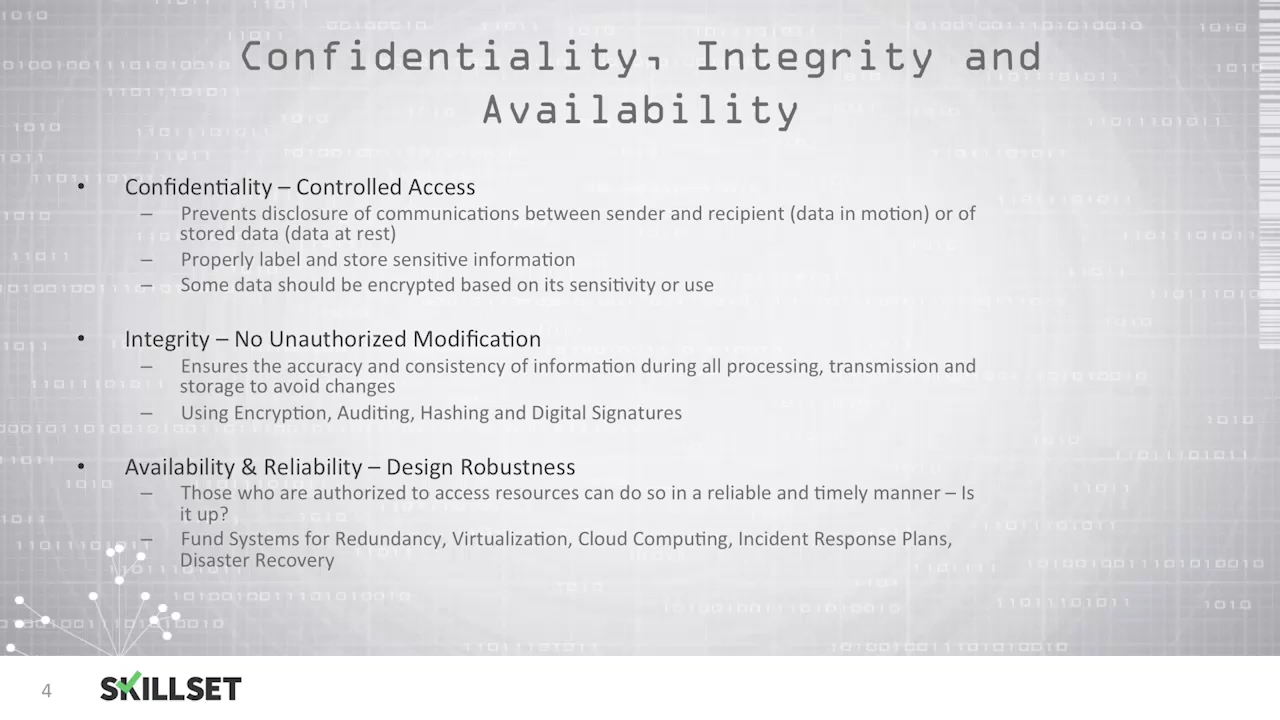 Confidentiality, Integrity and
Availability
• Confidentiality – Controlled Access
– Prevents disclosure of communications between sender and recipient (data in motion) or of
stored data (data at rest)
– Properly label and store sensitive information
– Some data should be encrypted based on its sensitivity or use
• Integrity – No Unauthorized Modification
– Ensures the accuracy and consistency of information during all processing, transmission and
storage to avoid changes
– Using Encryption, Auditing, Hashing and Digital Signatures
• Availability & Reliability – Design Robustness
– Those who are authorized to access resources can do so in a reliable and timely manner – Is
it up?
– Fund Systems for Redundancy, Virtualization, Cloud Computing, Incident Response Plans,
Disaster Recovery
4
SKILLSET